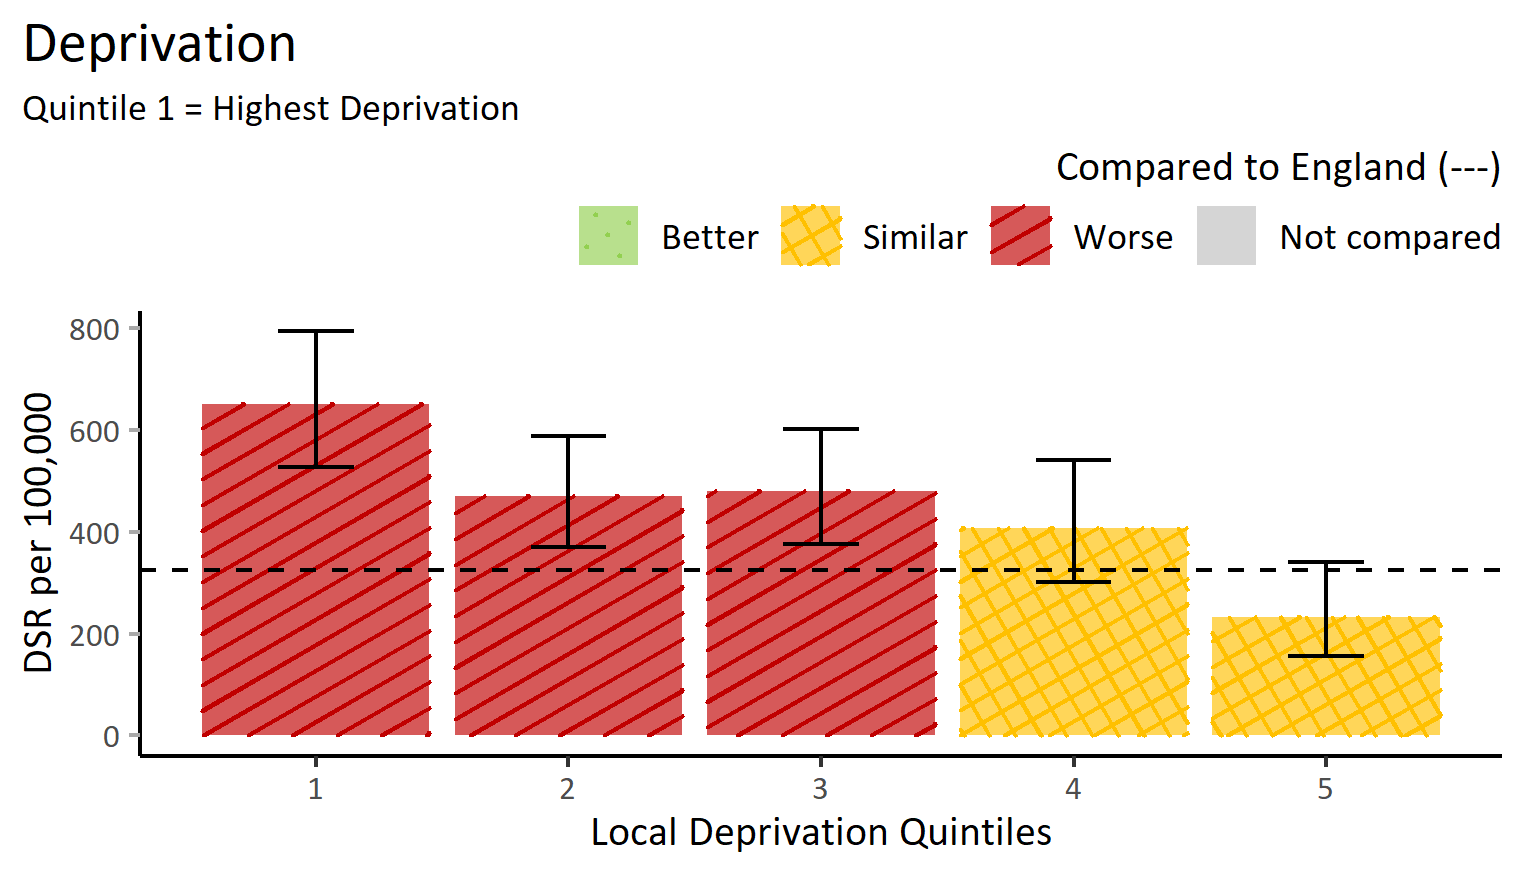 Deprivation
Quintile 1 = Highest Deprivation
Compared to England (---)
Better Similar Worse Not compared
800
600
400
200
0
DSR per 100,000
1 2 3 4 5
Local Deprivation Quintiles